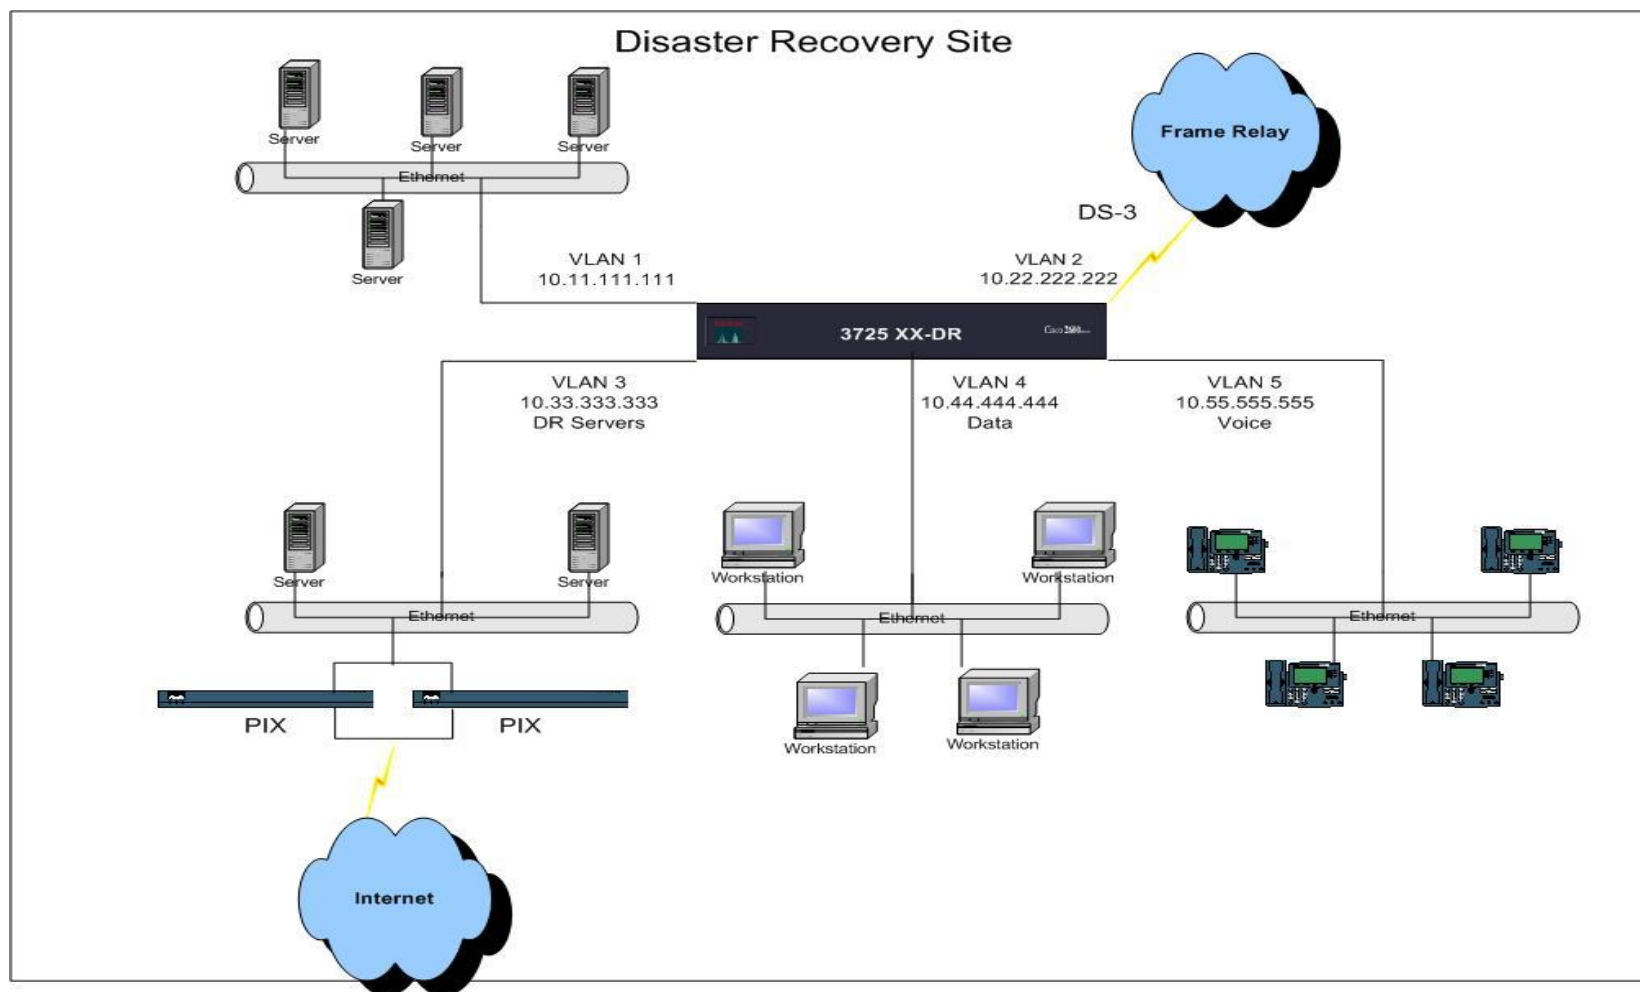 Disaster Recovery Site
Server
Server
Server
Ethernet
Server
Frame Relay
DS-3
VLAN 1
10.11.111.111
VLAN 2
10.22.222.222
3725 XX-DR
VLAN 3
10.33.333.333
DR Servers
VLAN 4
10.44.444.444
Data
VLAN 5
10.55.555.555
Voice
Server
Server
Ethernet
PIX
PIX
Internet
Workstation
Workstation
Ethernet
Workstation
Workstation
Ethernet